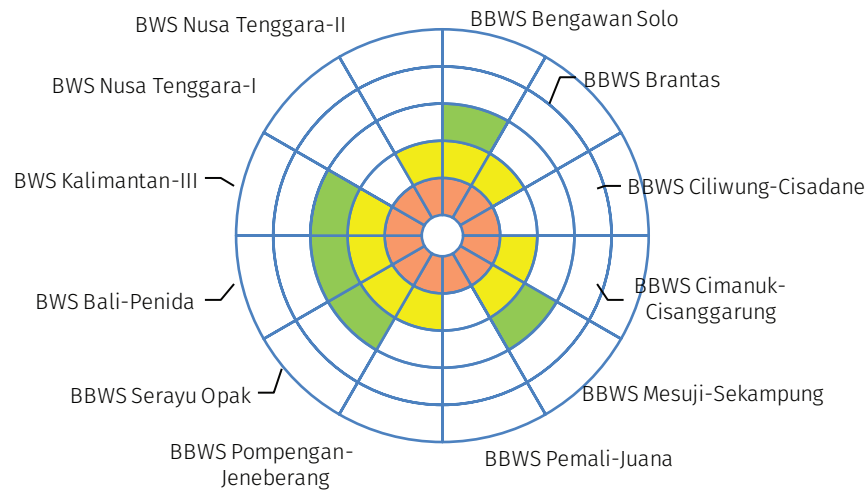 BWS Nusa Tenggara-II
BBWS Bengawan Solo
BWS Nusa Tenggara-I
BBWS Brantas
BWS Kalimantan-III
BBWS Ciliwung-Cisadane
BWS Bali-Penida
BBWS Cimanuk-
Cisanggarung
BBWS Serayu Opak
BBWS Mesuji-Sekampung
BBWS Pompengan-
Jeneberang
BBWS Pemali-Juana